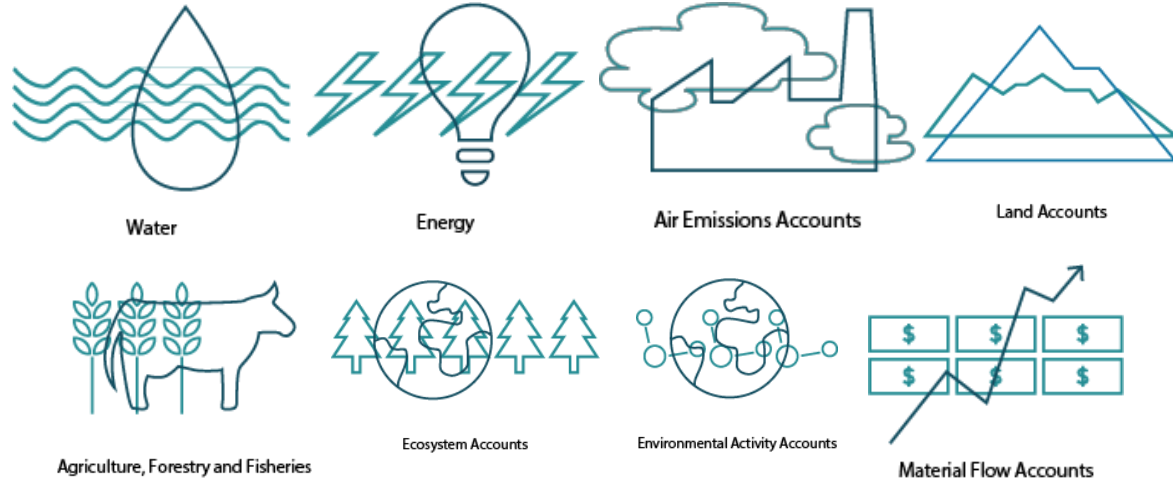 Water
Energy
Air Emissions Accounts
Land Accounts
$ $ $
$ $ $
Agriculture, Forestry and Fisheries
Ecosystem Accounts
Environmental Activity Accounts
Material Flow Accounts